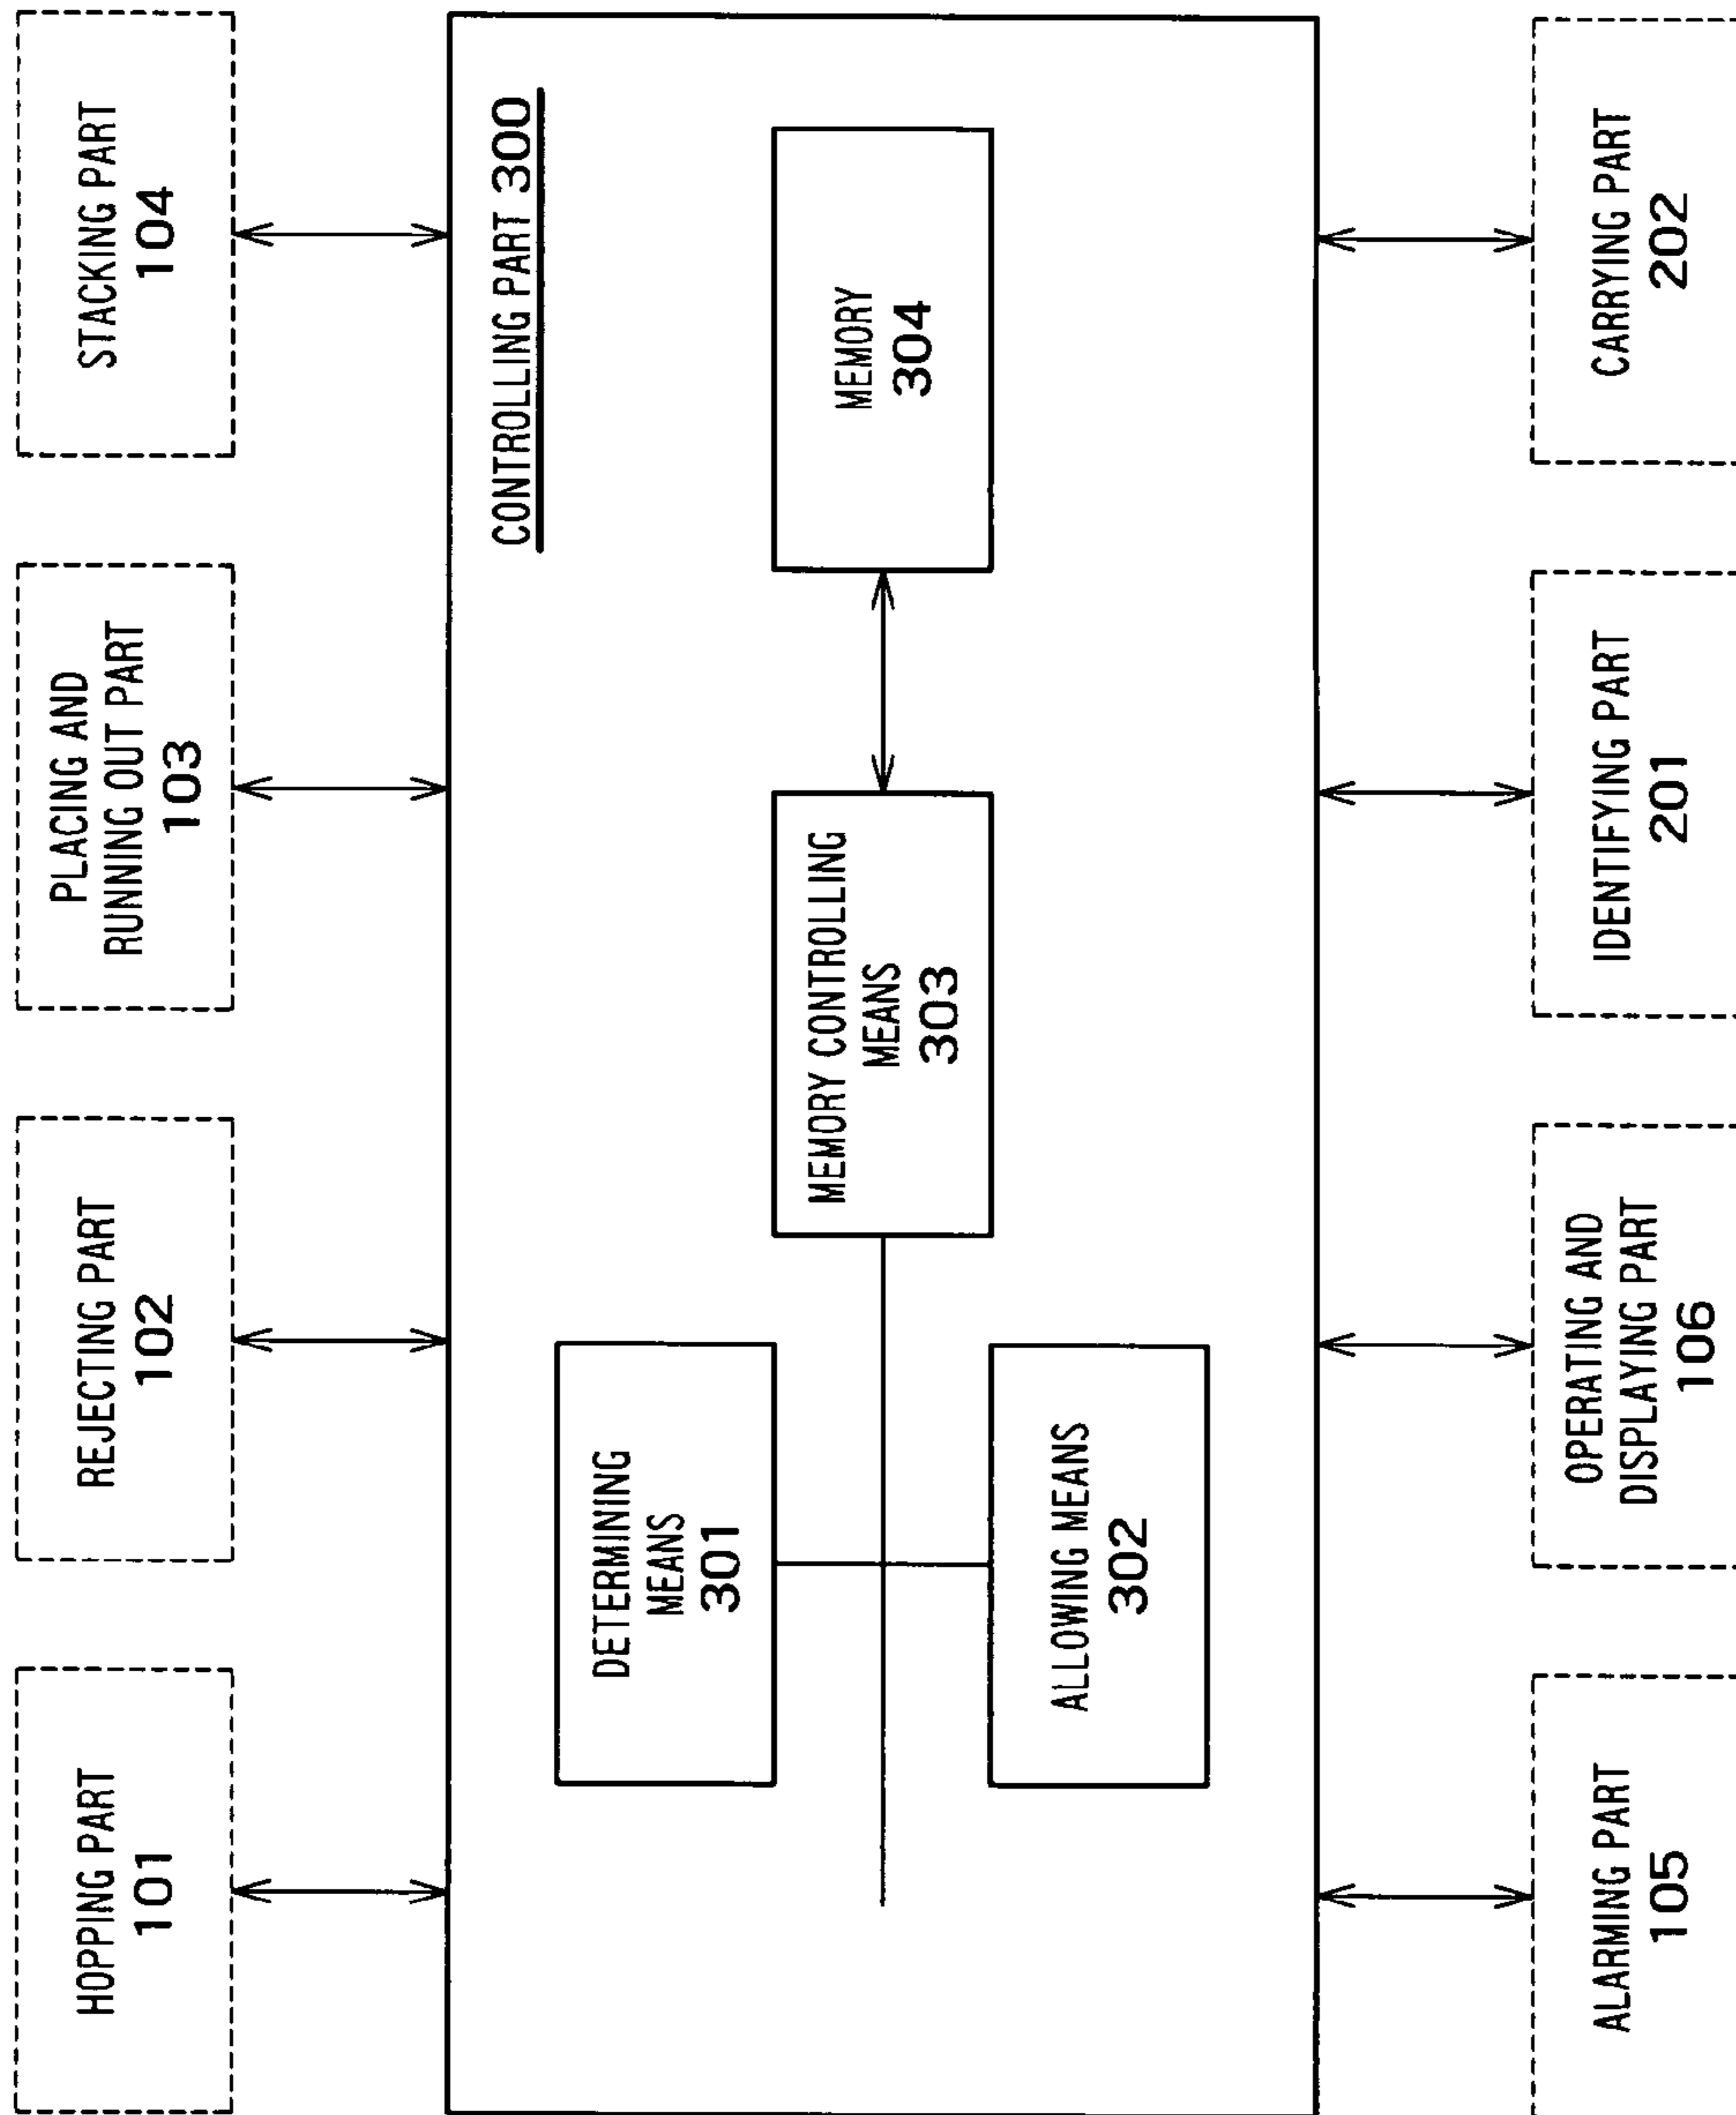 HOPPING PART
101
REJECTING PART
102
PLACING AND
RUNNING OUT PART
103
STACKING PART
104
CONTROLLING PART 300
DETERMINING
MEANS
301
ALLOWING MEANS
302
MEMORY CONTROLLING
MEANS
303
MEMORY
304
ALARMING PART
105
OPERATING AND
DISPLAYING PART
106
IDENTIFYING PART
201
CARRYING PART
202